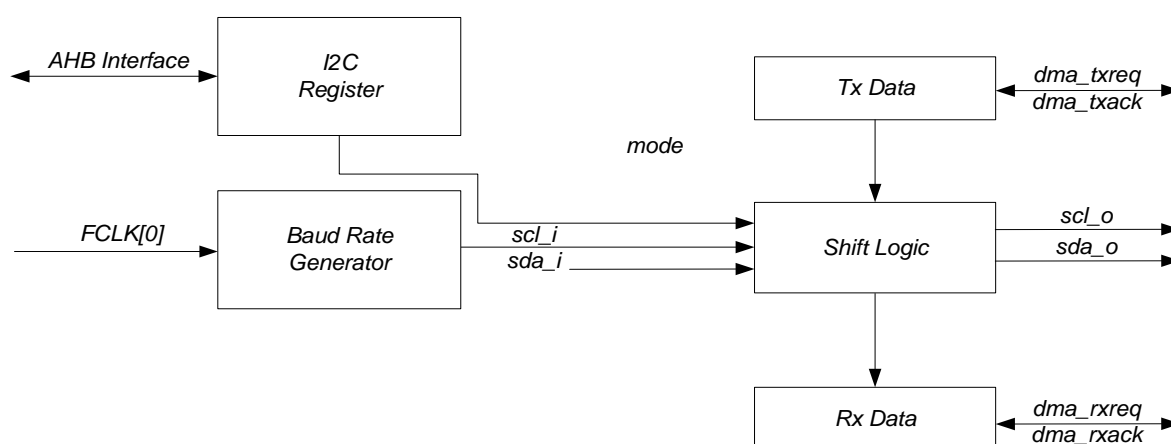 AHB Interface
I2C
Register
Tx Data
dma_txreq
dma_txack
mode
FCLK[0]
Baud Rate
Generator
scl_i
sda_i
Shift Logic
scl_o
sda_o
Rx Data
dma_rxreq
dma_rxack